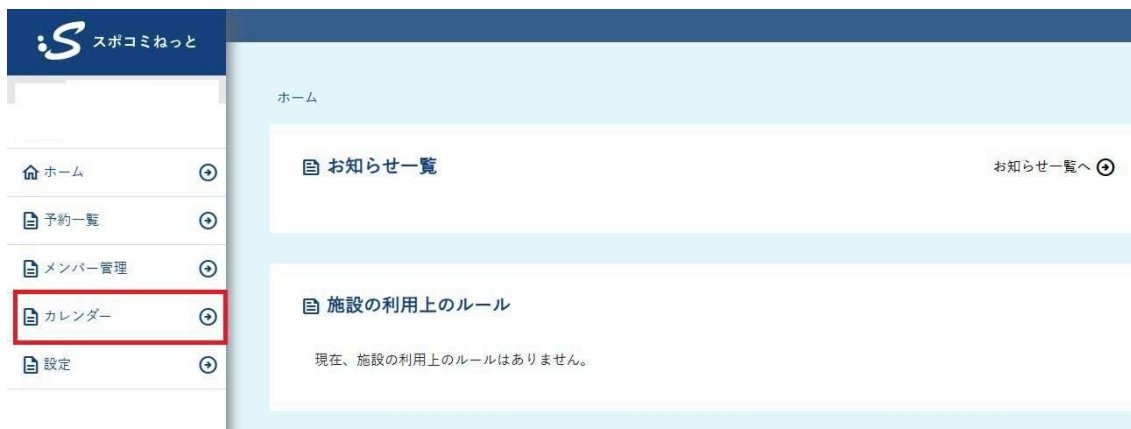 スポコミねっと
ホーム
予約一覧
メンバー管理
カレンダー
設定
ホーム
お知らせ一覧
お知らせ一覧へ
施設の利用上のルール
現在、施設の利用上のルールはありません。